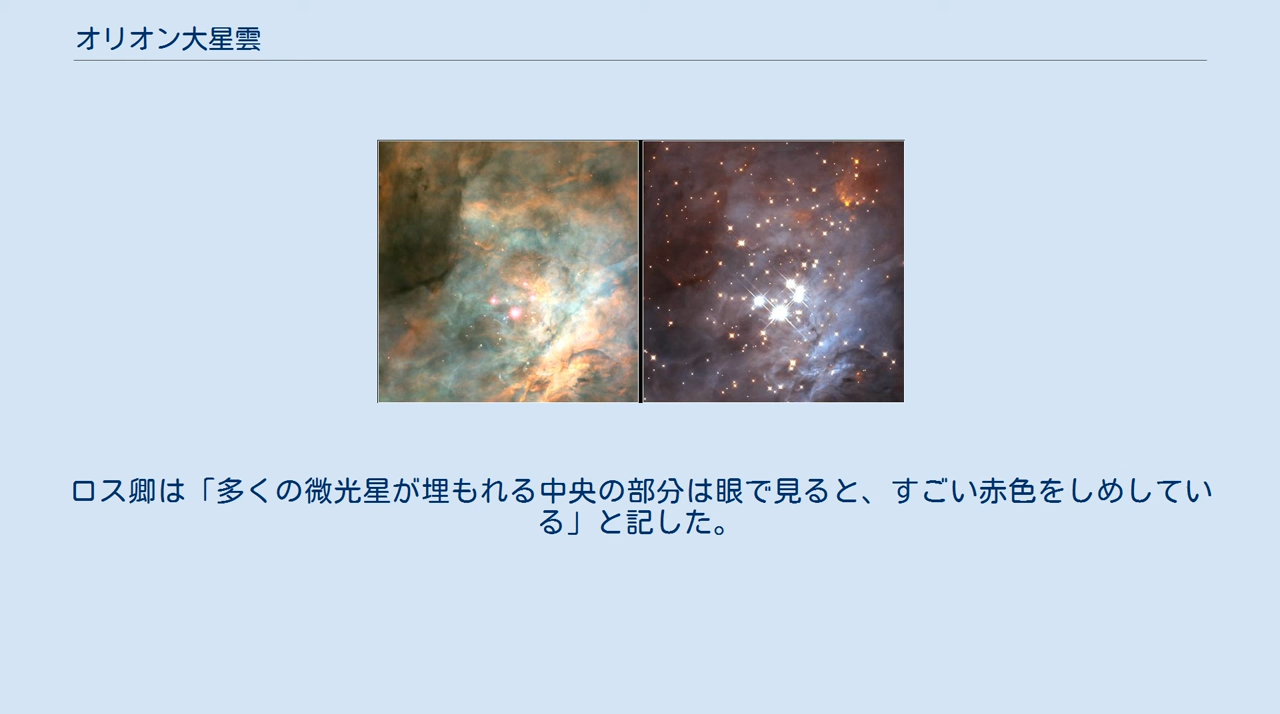 オリオン大星雲
ロス卿は「多くの微光星が埋もれる中央の部分は眼で見ると、すごい赤色をしめしてい
る」と記した。